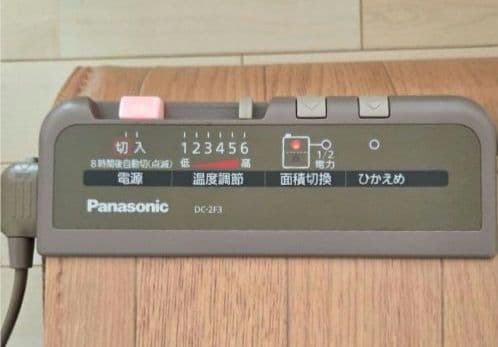 切 入
8時間後自動切(点滅)
電源
1 2 3 4 5 6
低 高
温度調節
1/2
電力
面積切換
ひかえめ
Panasonic
DC-2F3